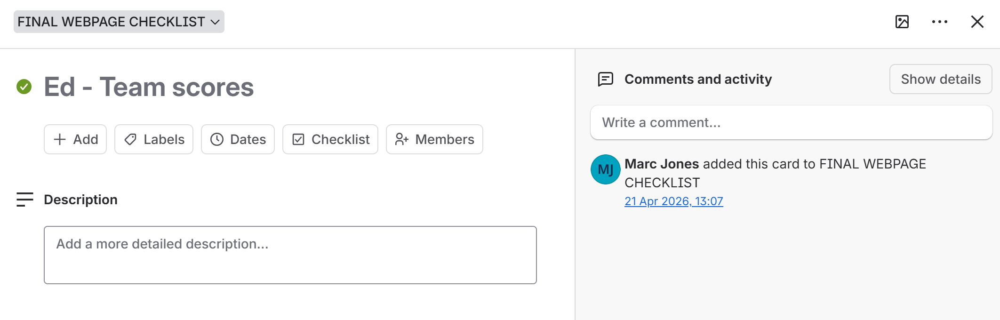 FINAL WEBPAGE CHECKLIST
Ed - Team scores
Add
Labels
Dates
Checklist
Members
Description
Add a more detailed description...
Comments and activity
Show details
Write a comment...
MJ
Marc Jones added this card to FINAL WEBPAGE
CHECKLIST
21 Apr 2026, 13:07